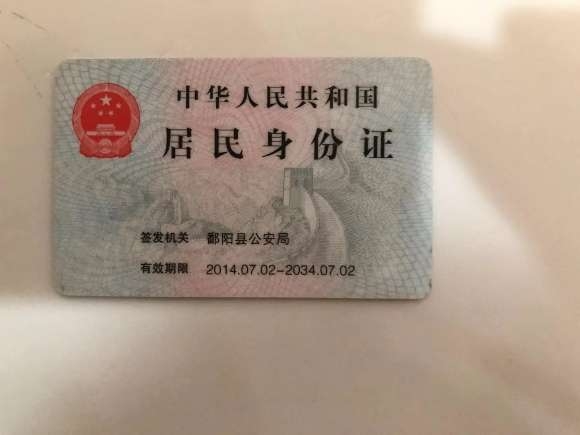 中华人民共和国
居民身份证
签发机关 鄱阳县公安局
有效期限 2014.07.02-2034.07.02